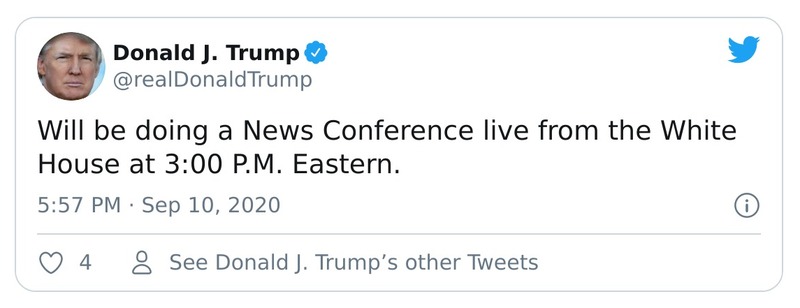 Donald J. Trump
@realDonaldTrump
Will be doing a News Conference live from the White
House at 3:00 P.M. Eastern.
5:57 PM · Sep 10, 2020
4
See Donald J. Trump’s other Tweets